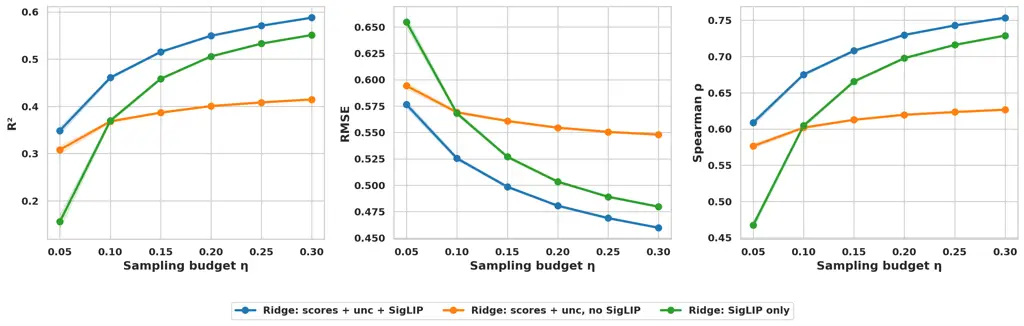 0.6
0.5
0.4
0.3
0.2
R²
0.05 0.10 0.15 0.20 0.25 0.30
Sampling budget η
0.650
0.625
0.600
0.575
0.550
0.525
0.500
0.475
0.450
RMSE
0.05 0.10 0.15 0.20 0.25 0.30
Sampling budget η
0.75
0.70
0.65
0.60
0.55
0.50
0.45
Spearman ρ
0.05 0.10 0.15 0.20 0.25 0.30
Sampling budget η
Ridge: scores + unc + SigLIP
Ridge: scores + unc, no SigLIP
Ridge: SigLIP only